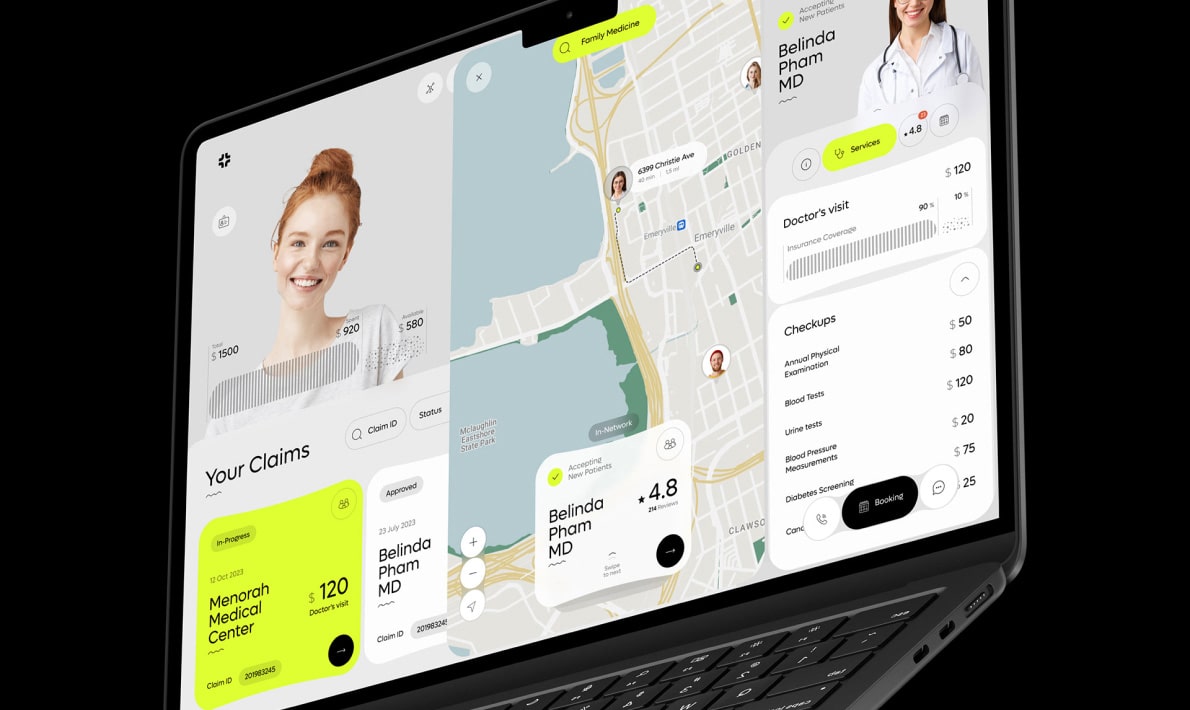 Total
$ 1500
Spent
$ 920
Available
$ 580
Claim ID
Status
Your Claims
In-Progress
12 Oct 2023
Menorah
Medical
Center
$ 120
Doctor's visit
Claim ID
201983245
Approved
23 July 2023
Belinda
Pham
MD
Claim ID
Family Medicine
6399 Christie Ave
40 min
1,5 mi
GOLDEN
Emeryville
Emeryville
Mclaughlin
Eastshore
State Park
In-Network
Accepting
New Patients
Belinda
Pham
MD
4.8
214 Reviews
Swipe
to next
Accepting
New Patients
Belinda
Pham
MD
Services
4.8
Doctor's visit
$ 120
Insurance Coverage
90 %
10 %
Checkups
$ 50
Annual Physical
Examination
$ 80
Blood Tests
$ 120
Urine tests
$ 20
Blood Pressure
Measurements
$ 75
Diabetes Screening
25
Booking